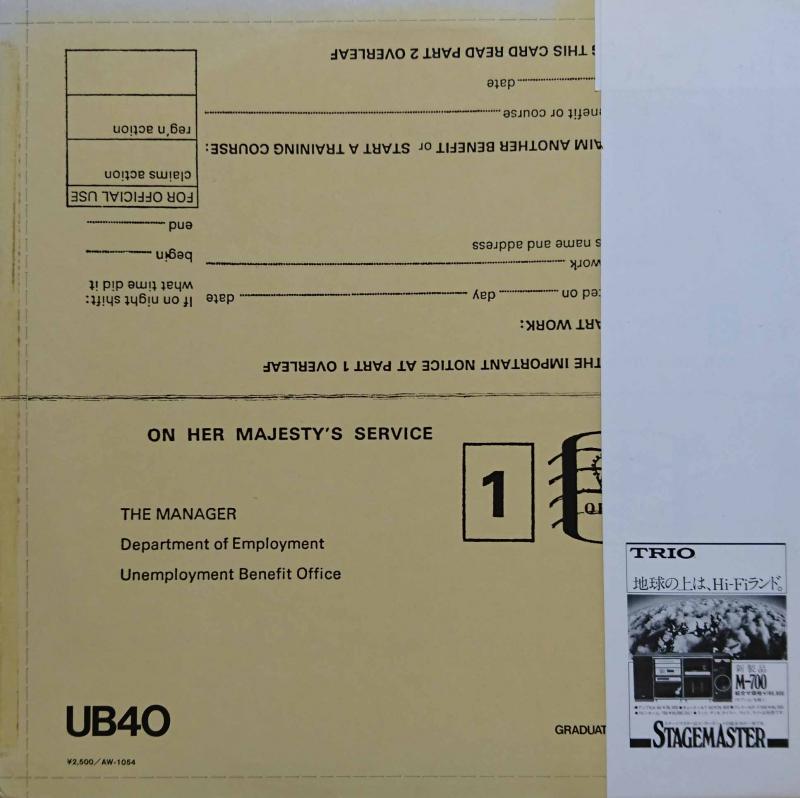 G THIS CARD READ PART 2 OVERLEAF
date
nefit or course
AIM ANOTHER BENEFIT or START A TRAINING COURSE:
reg'n action
claims action
FOR OFFICIAL USE
end
begin
If on night shift:
what time did it
s name and address
work
ted on day date
ART WORK:
THE IMPORTANT NOTICE AT PART 1 OVERLEAF
ON HER MAJESTY'S SERVICE
1
THE MANAGER
Department of Employment
Unemployment Benefit Office
UB40
¥2,500/AW-1054
GRADUAT
TRIO
地球の上は、Hi-Fiランド。
新製品
M-700
STAGEMASTER